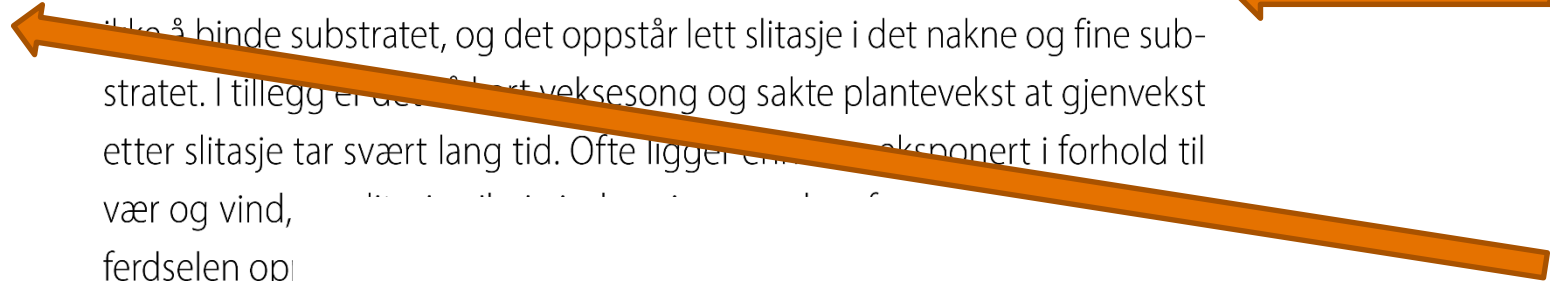 ikke å binde substratet, og det oppstår lett slitasje i det nakne og fine sub-
stratet. I tillegg er det veksesong og sakte plantevekst at gjenvekst
etter slitasje tar svært lang tid. Ofte ligger eksponert i forhold til
vær og vind,
ferdselen